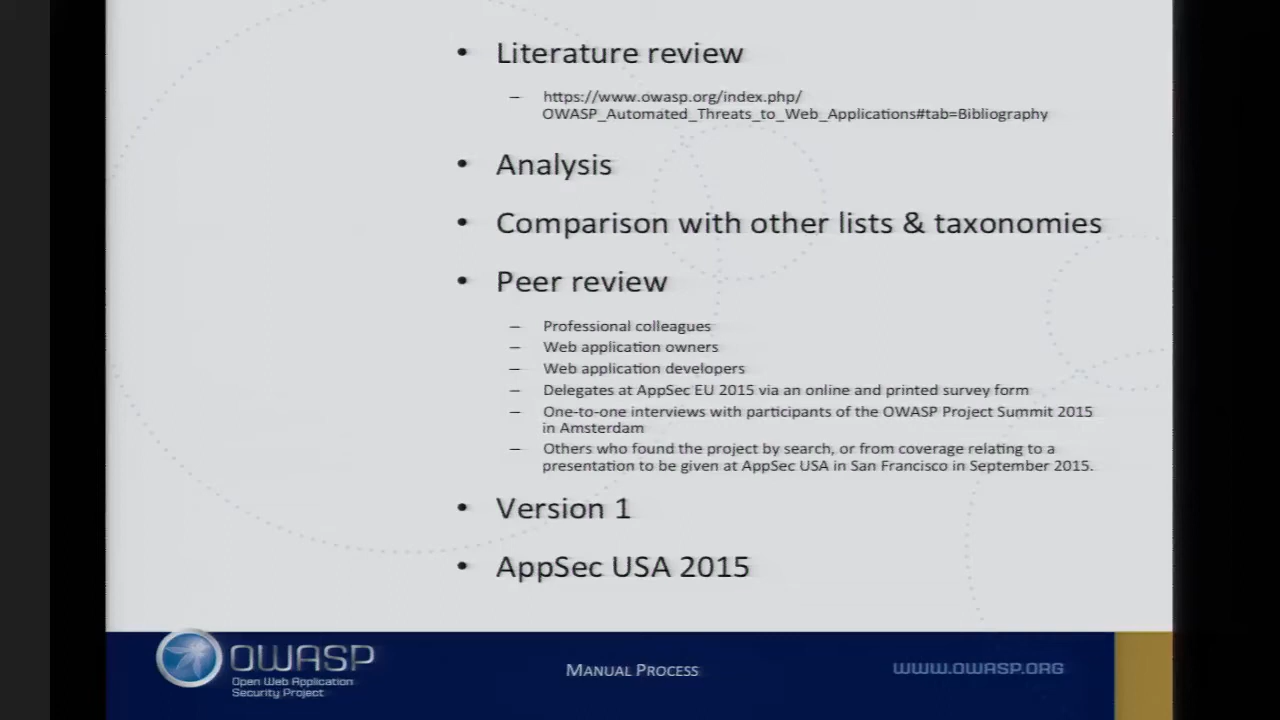 • Literature review
– https://www.owasp.org/index.php/
OWASP_Automated_Threats_to_Web_Applications#tab=Bibliography
• Analysis
• Comparison with other lists & taxonomies
• Peer review
– Professional colleagues
– Web application owners
– Web application developers
– Delegates at AppSec EU 2015 via an online and printed survey form
– One-to-one interviews with participants of the OWASP Project Summit 2015
in Amsterdam
– Others who found the project by search, or from coverage relating to a
presentation to be given at AppSec USA in San Francisco in September 2015.
• Version 1
• AppSec USA 2015
OWASP
Open Web Application
Security Project
MANUAL PROCESS
WWW.OWASP.ORG